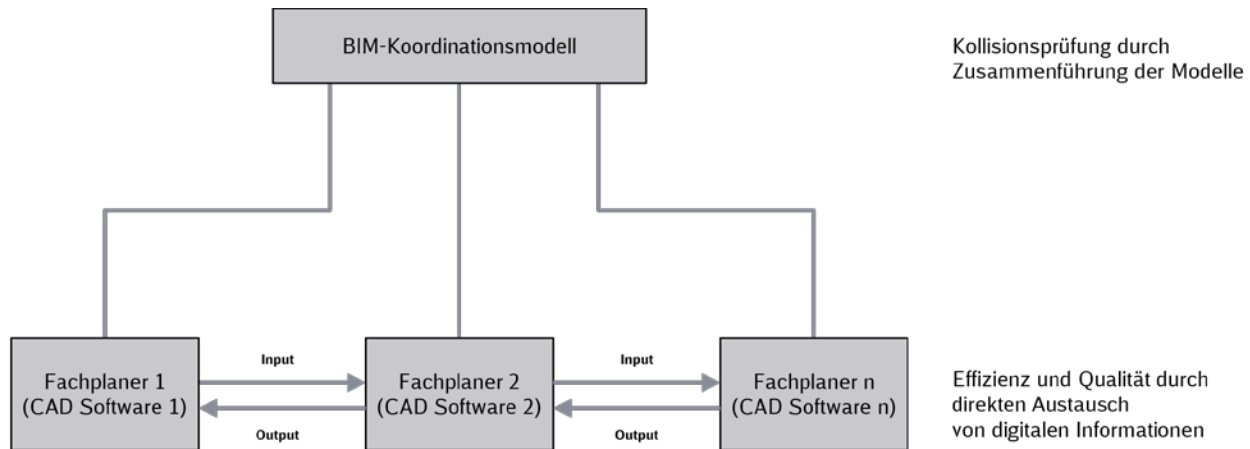 BIM-Koordinationsmodell
Kollisionsprüfung durch
Zusammenführung der Modelle
Fachplaner 1
(CAD Software 1)
Input
Output
Fachplaner 2
(CAD Software 2)
Input
Output
Fachplaner n
(CAD Software n)
Effizienz und Qualität durch
direkten Austausch
von digitalen Informationen